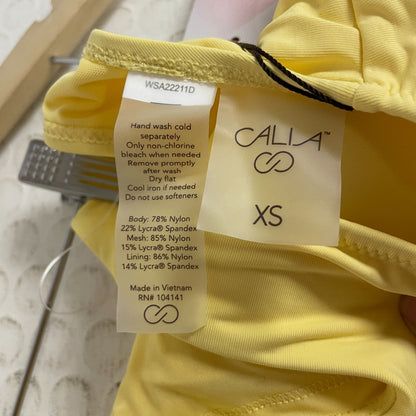 WSA22211D
Hand wash cold
separately
Only non-chlorine
bleach when needed
Remove promptly
after wash
Dry flat
Cool iron if needed
Do not use softeners
Body: 78% Nylon
22% Lycra® Spandex
Mesh: 85% Nylon
15% Lycra® Spandex
Lining: 86% Nylon
14% Lycra® Spandex
Made in Vietnam
RN# 104141
CALIA™
XS